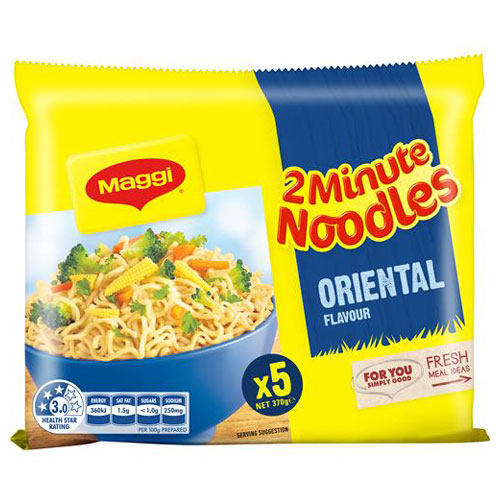 Maggi®
2 Minute
Noodles
ORIENTAL
FLAVOUR
x5
NET 370g e
FOR YOU
SIMPLY GOOD
FRESH
MEAL IDEAS
3.0
HEALTH STAR
RATING
ENERGY
360kJ
SAT FAT
1.5g
SUGARS
<1.0g
SODIUM
250mg
PER 100g PREPARED
SERVING SUGGESTION